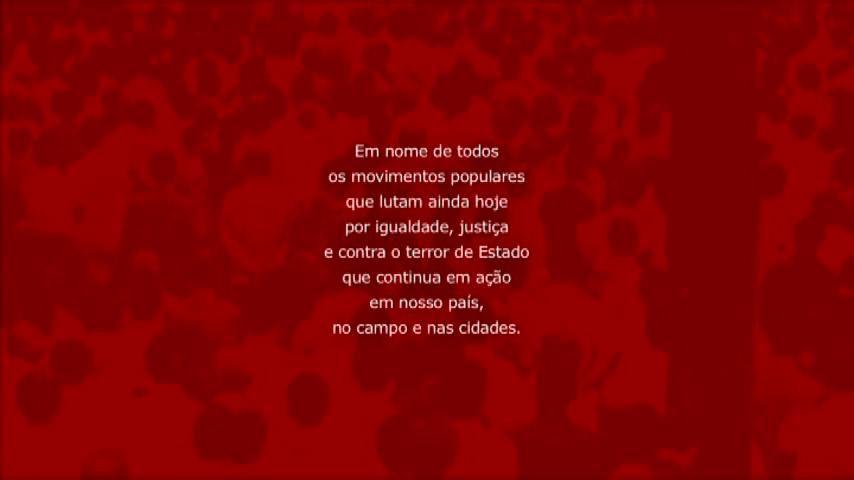 Em nome de todos
os movimentos populares
que lutam ainda hoje
por igualdade, justiça
e contra o terror de Estado
que continua em ação
em nosso país,
no campo e nas cidades.